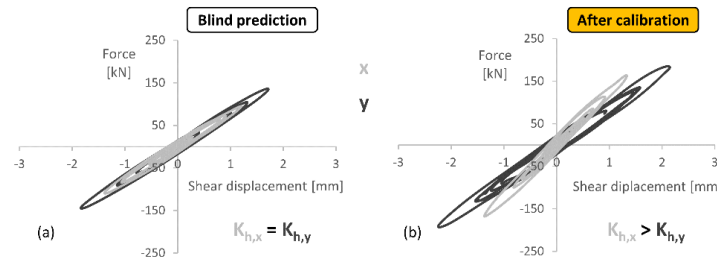 Blind prediction
After calibration
250
Force
[kN]
150
50
-3
-2
-1
0
1
2
3
-50
Shear displacement [mm]
-150
-250
(a)
Kh,x = Kh,y
x
y
250
Force
[kN]
150
50
-3
-2
-1
0
1
2
3
-50
Shear diplacement [mm]
-150
-250
(b)
Kh,x > Kh,y